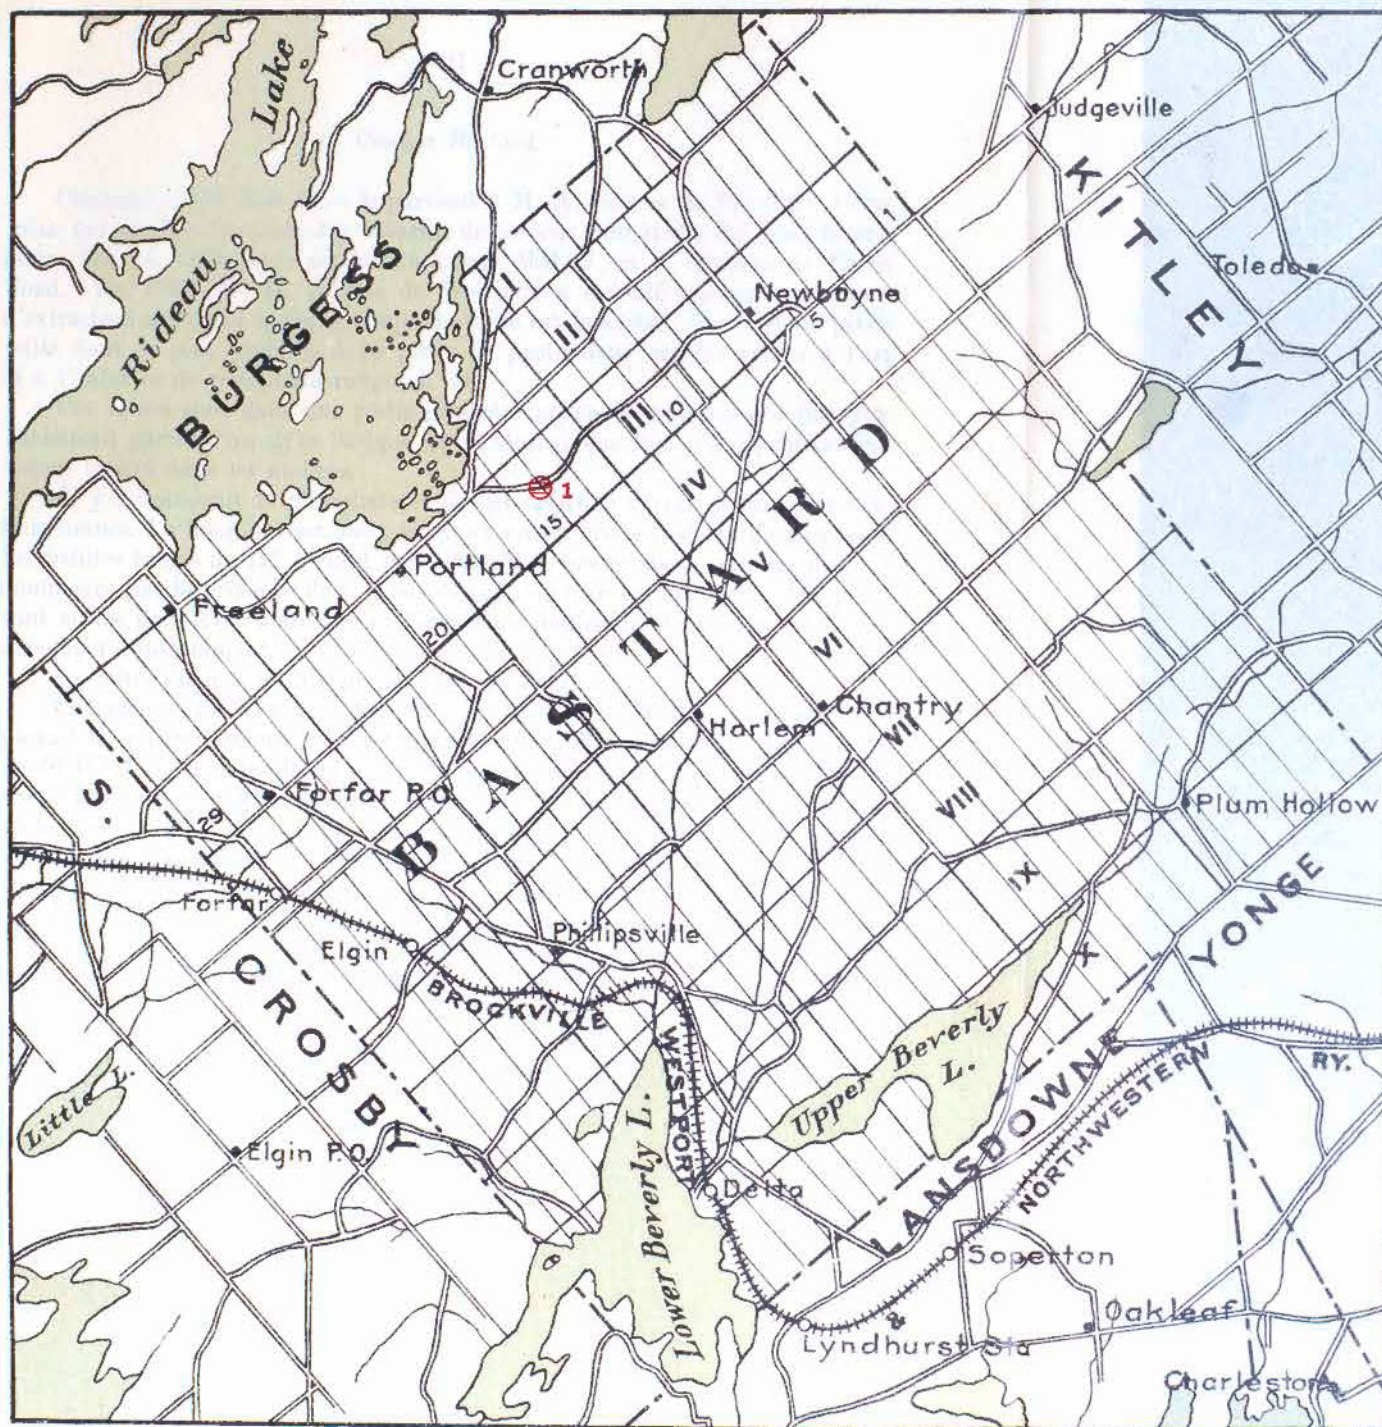 Cranworth
Judgeville
Lake
Rideau
BURGESS
KITLEY
Toledo
1
I
II
Newboyne
5
III
10
IV
1
15
Portland
Freeland
20
BASTARD
V
VI
Harlem
Chantry
VII
VIII
Plum Hollow
S. CROSBY
Forfar P.O.
29
Forfar
Elgin
Phillipsville
IX
X
YONGE
BROCKVILLE
WESTPORT
&
NORTHWESTERN
RY.
Upper Beverly
L.
LANSDOWNE
Little L.
Elgin P.O.
Lower Beverly L.
Delta
Soperton
Oakleaf
Lyndhurst Sta
Charleston